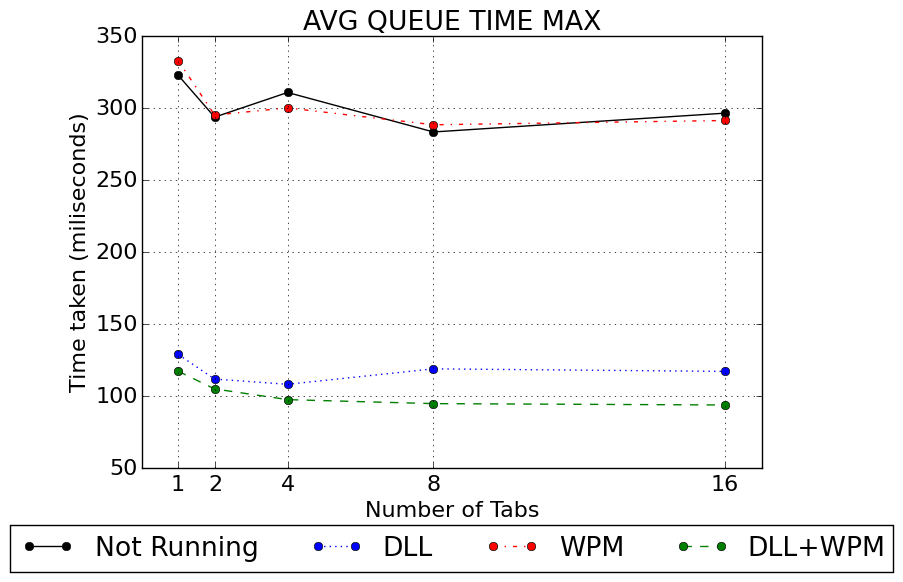 AVG QUEUE TIME MAX
350
300
250
200
150
100
50
Time taken (miliseconds)
1 2 4 8 16
Number of Tabs
Not Running DLL WPM DLL+WPM